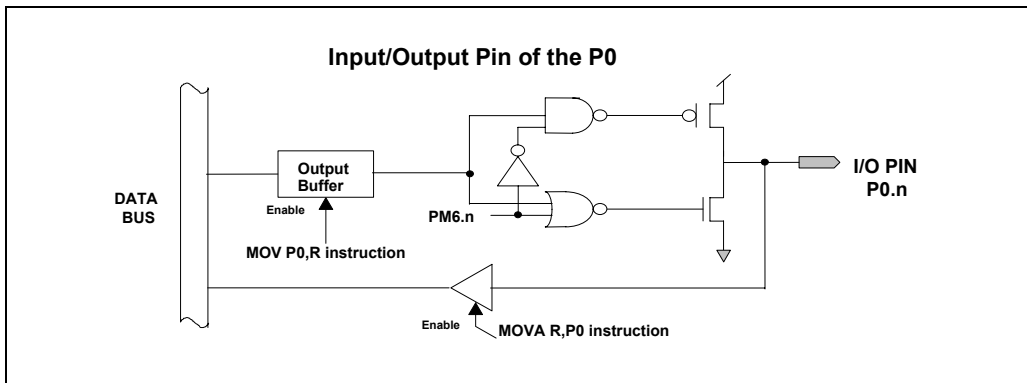 Input/Output Pin of the P0
Output
Buffer
I/O PIN
P0.n
DATA
BUS
Enable
PM6.n
MOV P0,R instruction
Enable
MOVA R,P0 instruction